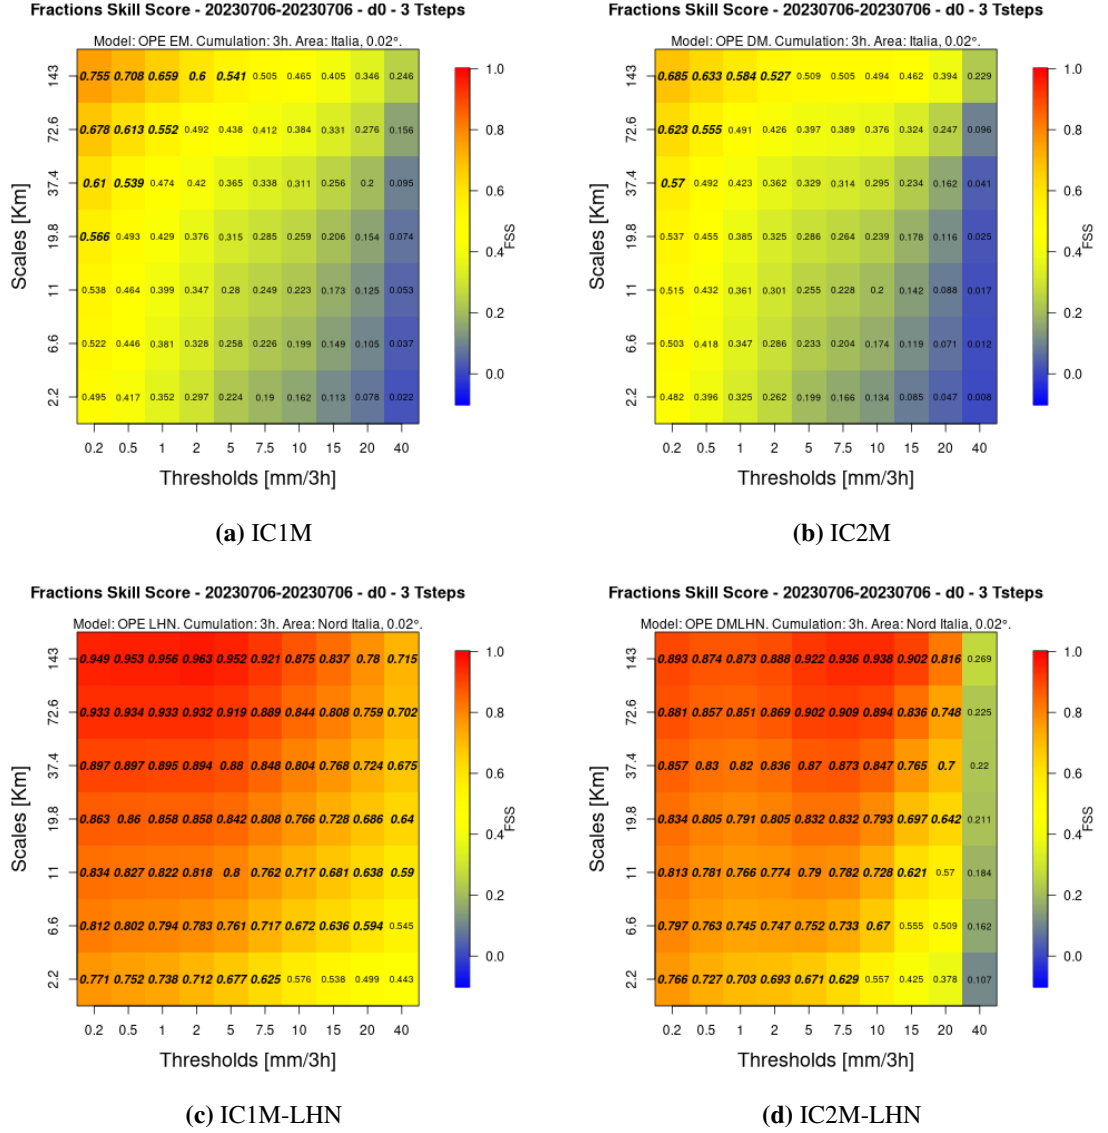 Fractions Skill Score - 20230706-20230706 - d0 - 3 Tsteps
Model: OPE EM. Cumulation: 3h. Area: Italia, 0.02°.
Scales [Km]
143 0.755 0.708 0.659 0.6 0.541 0.505 0.465 0.405 0.346 0.246
72.6 0.678 0.613 0.552 0.492 0.438 0.412 0.384 0.331 0.276 0.156
37.4 0.61 0.539 0.474 0.42 0.365 0.338 0.311 0.256 0.2 0.095
19.8 0.566 0.493 0.429 0.376 0.315 0.285 0.259 0.206 0.154 0.074
11 0.538 0.464 0.399 0.347 0.28 0.249 0.223 0.173 0.125 0.053
6.6 0.522 0.446 0.381 0.328 0.258 0.226 0.199 0.149 0.105 0.037
2.2 0.495 0.417 0.352 0.297 0.224 0.19 0.162 0.113 0.078 0.022
0.2 0.5 1 2 5 7.5 10 15 20 40
Thresholds [mm/3h]
1.0
0.8
0.6
0.4
0.2
0.0
FSS
(a) IC1M
Fractions Skill Score - 20230706-20230706 - d0 - 3 Tsteps
Model: OPE DM. Cumulation: 3h. Area: Italia, 0.02°.
Scales [Km]
143 0.685 0.633 0.584 0.527 0.509 0.505 0.494 0.462 0.394 0.229
72.6 0.623 0.555 0.491 0.426 0.397 0.389 0.376 0.324 0.247 0.096
37.4 0.57 0.492 0.423 0.362 0.329 0.314 0.295 0.234 0.162 0.041
19.8 0.537 0.455 0.385 0.325 0.286 0.264 0.239 0.178 0.116 0.025
11 0.515 0.432 0.361 0.301 0.255 0.228 0.2 0.142 0.088 0.017
6.6 0.503 0.418 0.347 0.286 0.233 0.204 0.174 0.119 0.071 0.012
2.2 0.482 0.396 0.325 0.262 0.199 0.166 0.134 0.085 0.047 0.008
0.2 0.5 1 2 5 7.5 10 15 20 40
Thresholds [mm/3h]
1.0
0.8
0.6
0.4
0.2
0.0
FSS
(b) IC2M
Fractions Skill Score - 20230706-20230706 - d0 - 3 Tsteps
Model: OPE LHN. Cumulation: 3h. Area: Nord Italia, 0.02°.
Scales [Km]
143 0.949 0.953 0.956 0.963 0.952 0.921 0.875 0.837 0.78 0.715
72.6 0.933 0.934 0.933 0.932 0.919 0.889 0.844 0.808 0.759 0.702
37.4 0.897 0.897 0.895 0.894 0.88 0.848 0.804 0.768 0.724 0.675
19.8 0.863 0.86 0.858 0.858 0.842 0.808 0.766 0.728 0.686 0.64
11 0.834 0.827 0.822 0.818 0.8 0.762 0.717 0.681 0.638 0.59
6.6 0.812 0.802 0.794 0.783 0.761 0.717 0.672 0.636 0.594 0.545
2.2 0.771 0.752 0.738 0.712 0.677 0.625 0.576 0.538 0.499 0.443
0.2 0.5 1 2 5 7.5 10 15 20 40
Thresholds [mm/3h]
1.0
0.8
0.6
0.4
0.2
0.0
FSS
(c) IC1M-LHN
Fractions Skill Score - 20230706-20230706 - d0 - 3 Tsteps
Model: OPE DMLHN. Cumulation: 3h. Area: Nord Italia, 0.02°.
Scales [Km]
143 0.893 0.874 0.873 0.888 0.922 0.936 0.938 0.902 0.816 0.269
72.6 0.881 0.857 0.851 0.869 0.902 0.909 0.894 0.836 0.748 0.225
37.4 0.857 0.83 0.82 0.836 0.87 0.873 0.847 0.765 0.7 0.22
19.8 0.834 0.805 0.791 0.805 0.832 0.832 0.793 0.697 0.642 0.211
11 0.813 0.781 0.766 0.774 0.79 0.782 0.728 0.621 0.57 0.184
6.6 0.797 0.763 0.745 0.747 0.752 0.733 0.67 0.555 0.509 0.162
2.2 0.766 0.727 0.703 0.693 0.671 0.629 0.557 0.425 0.378 0.107
0.2 0.5 1 2 5 7.5 10 15 20 40
Thresholds [mm/3h]
1.0
0.8
0.6
0.4
0.2
0.0
FSS
(d) IC2M-LHN